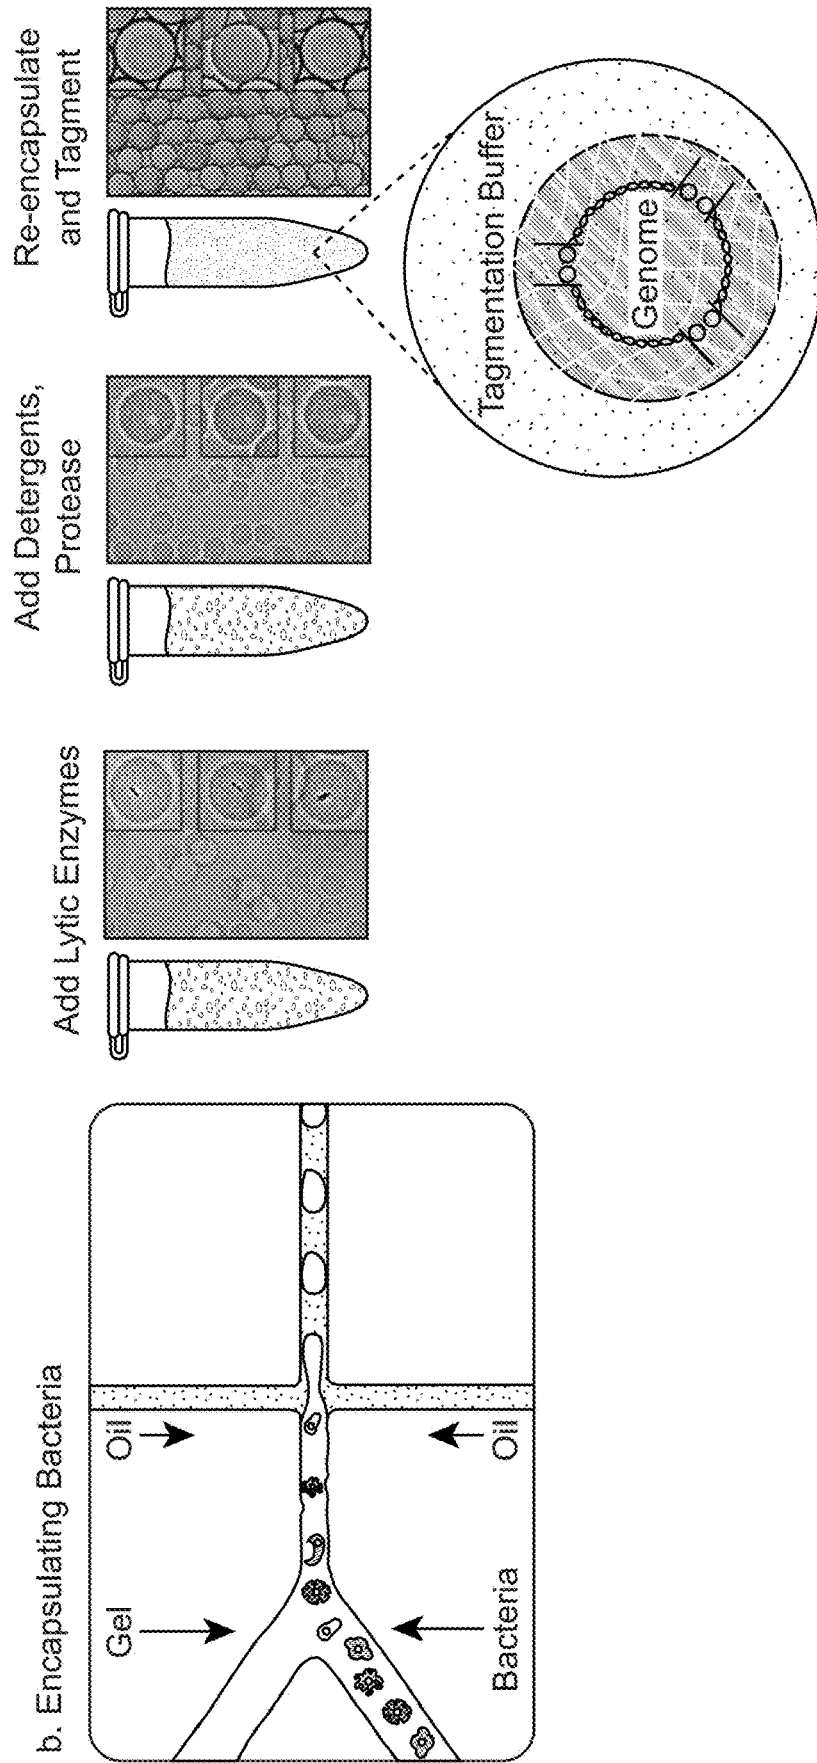 b. Encapsulating Bacteria
Gel
Oil
Bacteria
Oil
Add Lytic Enzymes
Add Detergents,
Protease
Re-encapsulate
and Tagment
Tagmentation Buffer
Genome